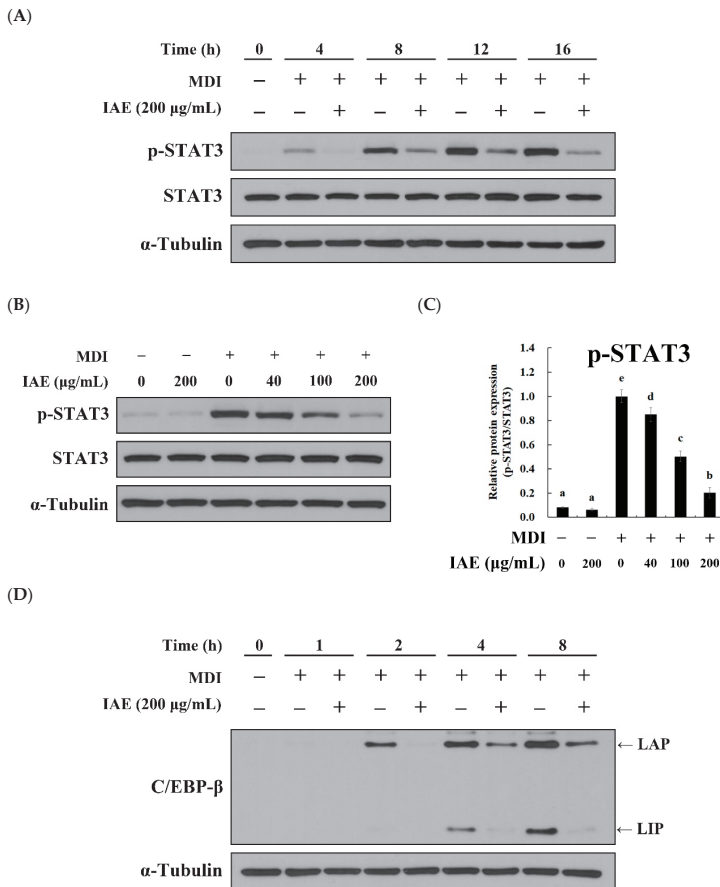 (A)
Time (h) 0 4 8 12 16
MDI − + + + + + + + +
IAE (200 μg/mL) − − + − + − + − +
p-STAT3
STAT3
α-Tubulin
(B)
MDI − − + + + +
IAE (μg/mL) 0 200 0 40 100 200
p-STAT3
STAT3
α-Tubulin
(C)
p-STAT3
Relative protein expression
(p-STAT3/STAT3)
1.4
1.2
1.0
0.8
0.6
0.4
0.2
0.0
a a e d c b
MDI − − + + + +
IAE (μg/mL) 0 200 0 40 100 200
(D)
Time (h) 0 1 2 4 8
MDI − + + + + + + + +
IAE (200 μg/mL) − − + − + − + − +
C/EBP-β
← LAP
← LIP
α-Tubulin